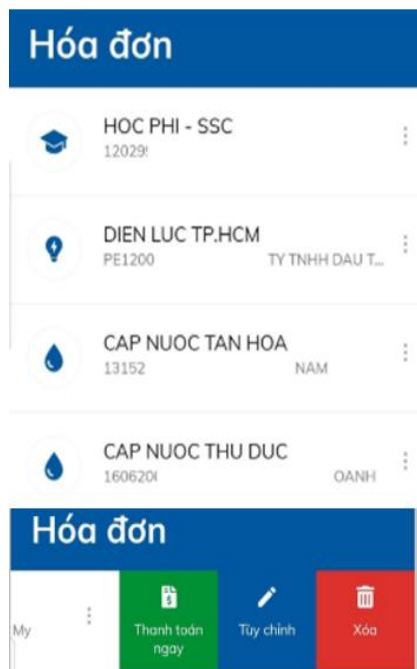 Hóa đơn
HOC PHI - SSC
12029
DIEN LUC TP.HCM
PE1200 TY TNHH DAU T...
CAP NUOC TAN HOA
13152 NAM
CAP NUOC THU DUC
160620 OANH
Hóa đơn
My
Thanh toán
ngay
Tùy chỉnh
Xóa